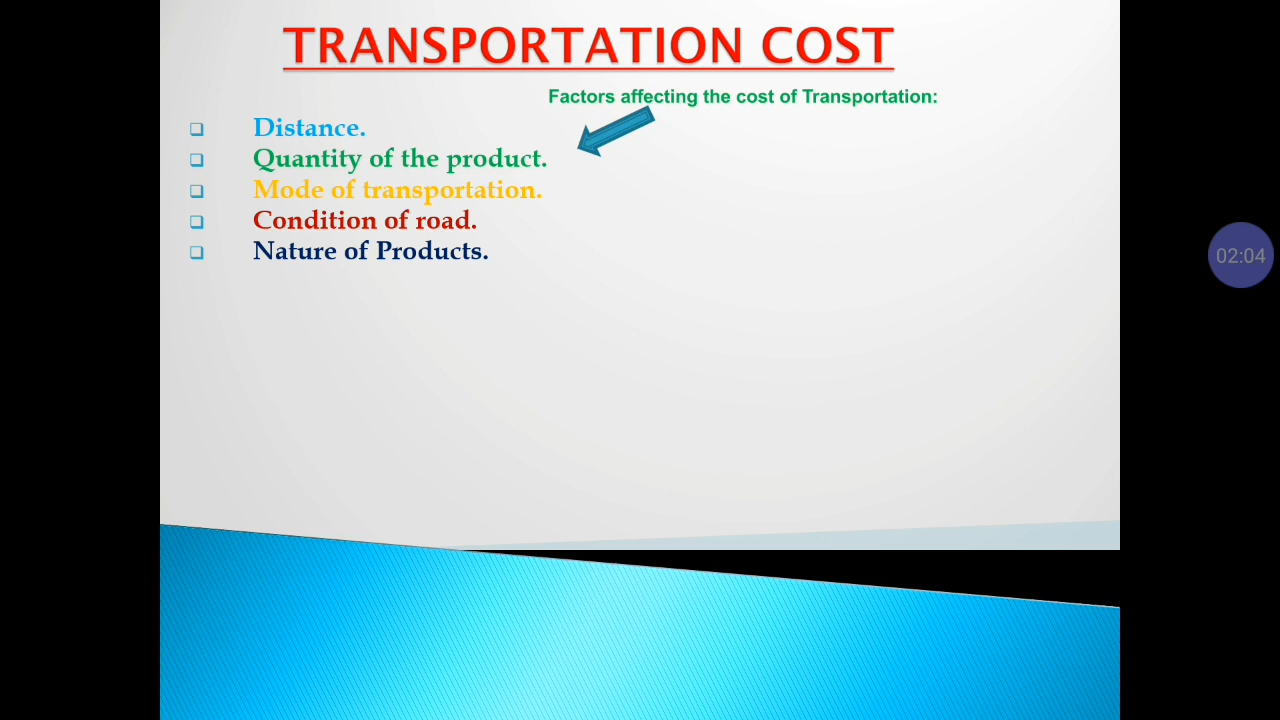 TRANSPORTATION COST
Factors affecting the cost of Transportation:
Distance.
Quantity of the product.
Mode of transportation.
Condition of road.
Nature of Products.
02:04